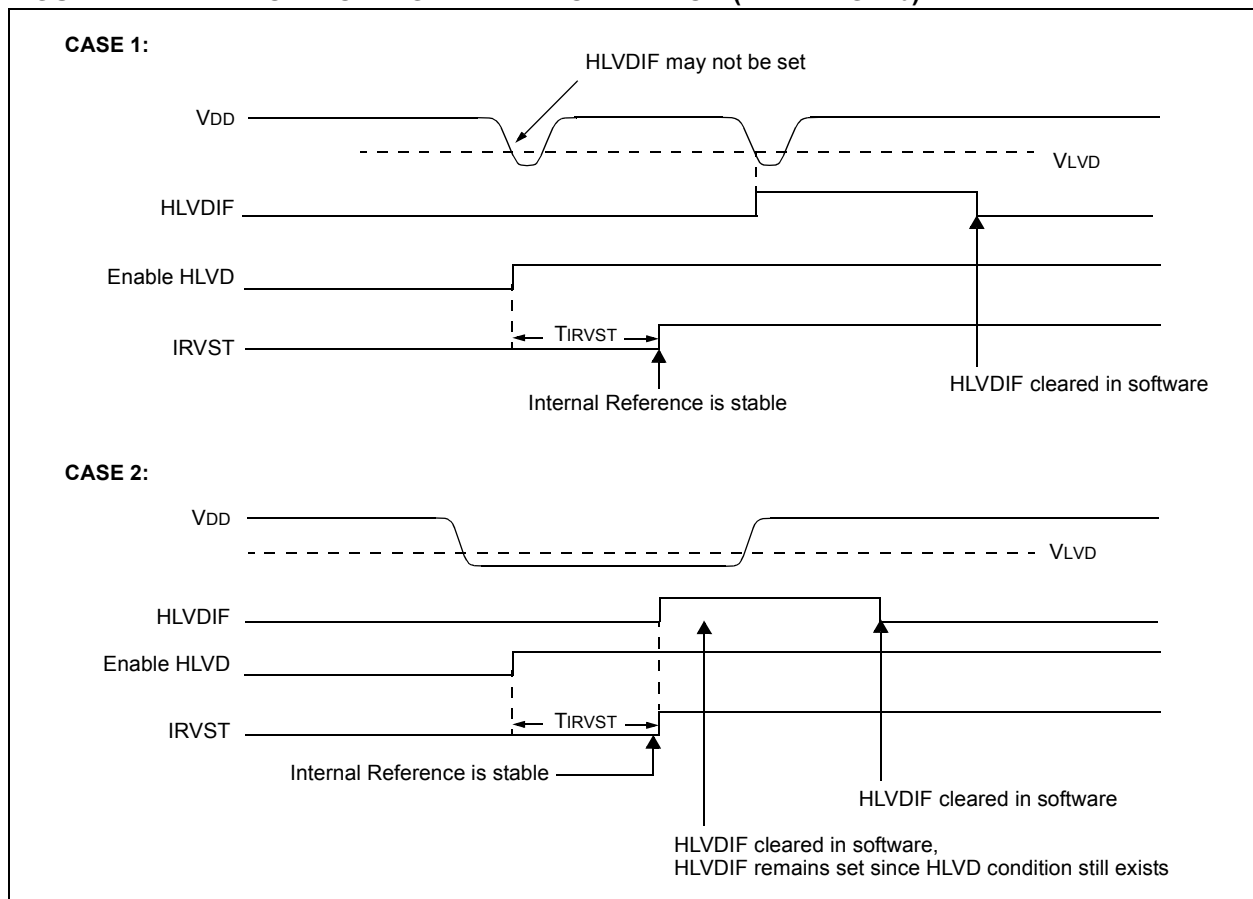 CASE 1:
HLVDIF may not be set
VDD
VLVD
HLVDIF
Enable HLVD
TIRVST
IRVST
HLVDIF cleared in software
Internal Reference is stable
CASE 2:
VDD
VLVD
HLVDIF
Enable HLVD
TIRVST
IRVST
Internal Reference is stable
HLVDIF cleared in software
HLVDIF cleared in software,
HLVDIF remains set since HLVD condition still exists